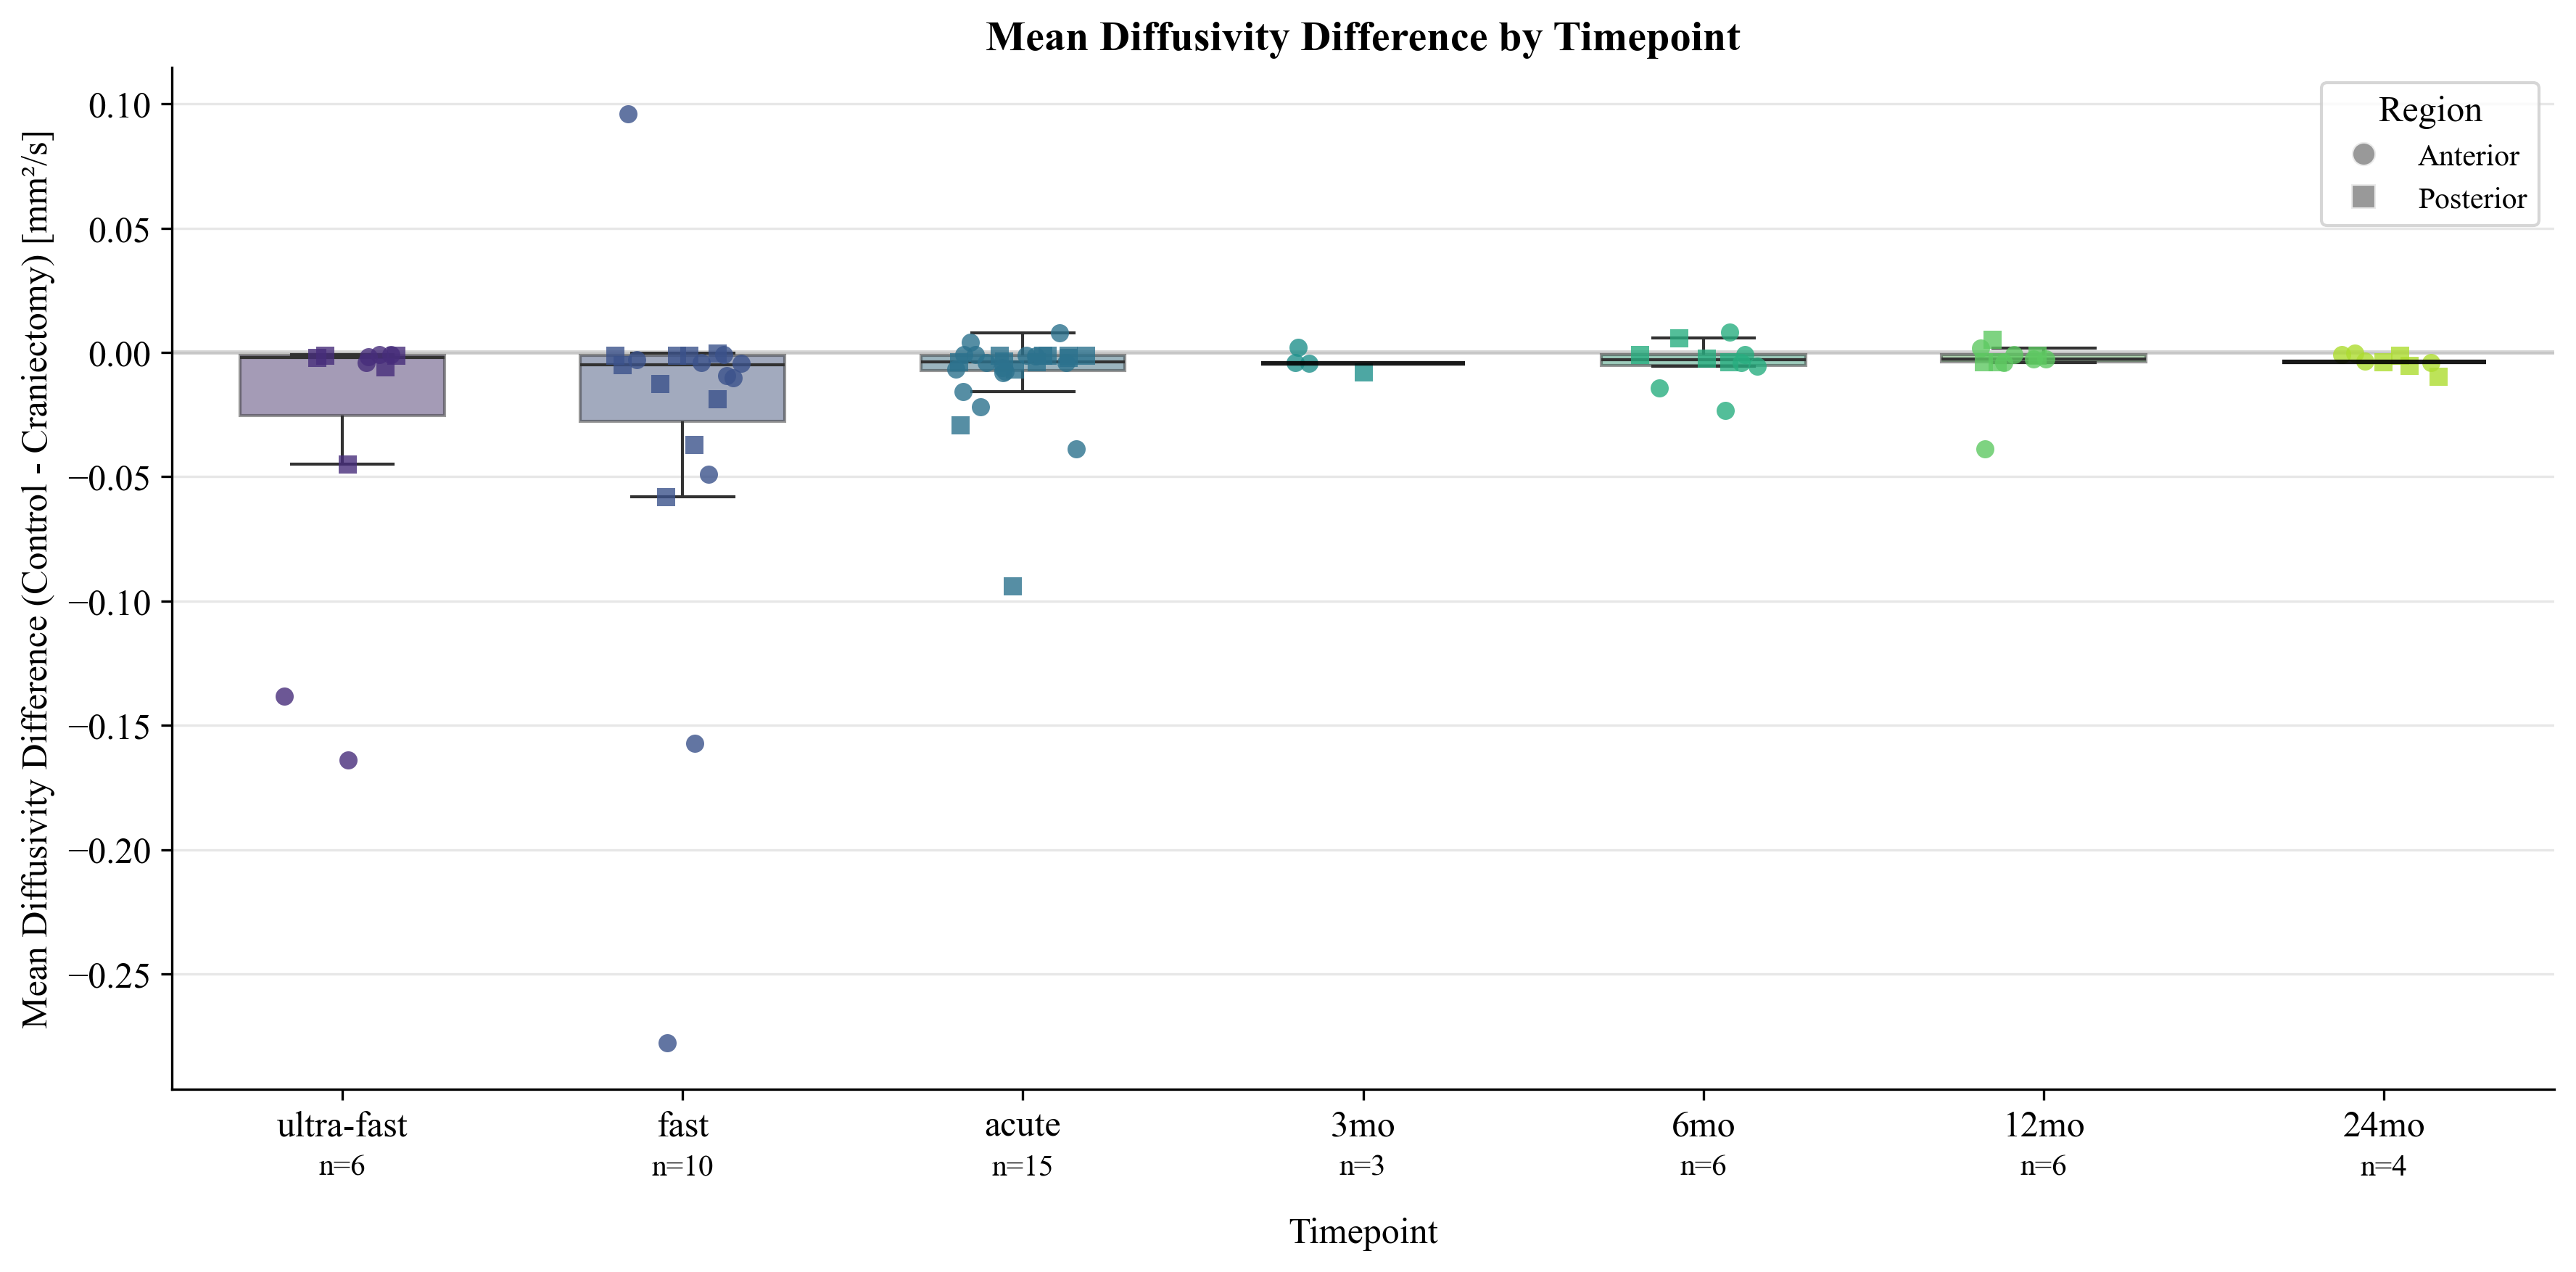 Mean Diffusivity Difference by Timepoint
Mean Diffusivity Difference (Control - Craniectomy) [mm²/s]
0.10
0.05
0.00
−0.05
−0.10
−0.15
−0.20
−0.25
Region
Anterior
Posterior
ultra-fast fast acute 3mo 6mo 12mo 24mo
n=6 n=10 n=15 n=3 n=6 n=6 n=4
Timepoint